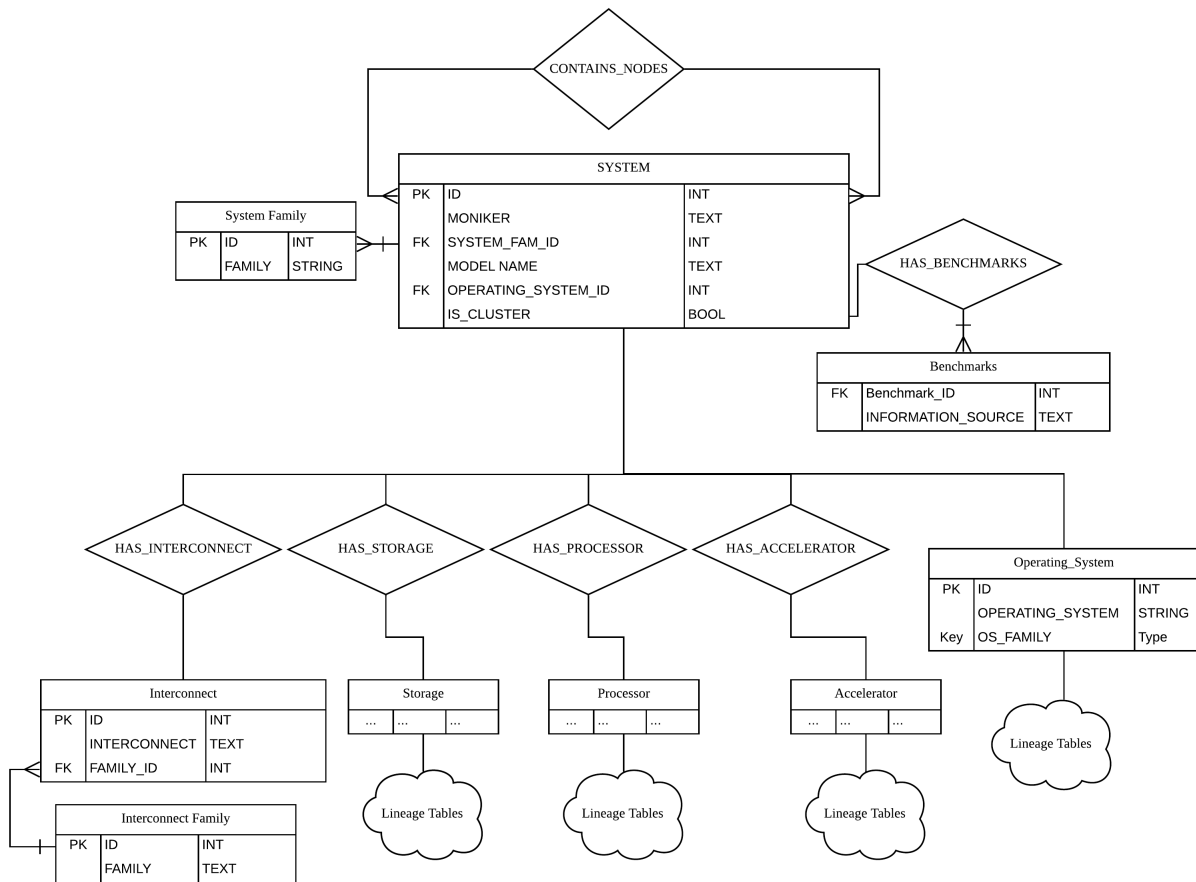 CONTAINS_NODES
SYSTEM
PK ID INT
MONIKER TEXT
FK SYSTEM_FAM_ID INT
MODEL NAME TEXT
FK OPERATING_SYSTEM_ID INT
IS_CLUSTER BOOL
System Family
PK ID INT
FAMILY STRING
HAS_BENCHMARKS
Benchmarks
FK Benchmark_ID INT
INFORMATION_SOURCE TEXT
HAS_INTERCONNECT
HAS_STORAGE
HAS_PROCESSOR
HAS_ACCELERATOR
Operating_System
PK ID INT
OPERATING_SYSTEM STRING
Key OS_FAMILY Type
Interconnect
PK ID INT
INTERCONNECT TEXT
FK FAMILY_ID INT
Storage
... ... ...
Processor
... ... ...
Accelerator
... ... ...
Lineage Tables
Lineage Tables
Lineage Tables
Lineage Tables
Interconnect Family
PK ID INT
FAMILY TEXT